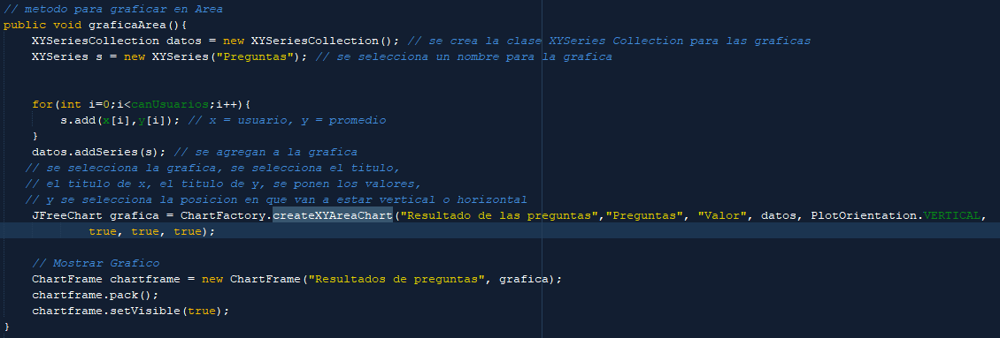 // metodo para graficar en Area
public void graficaArea(){
XYSeriesCollection datos = new XYSeriesCollection(); // se crea la clase XYSeries Collection para las graficas
XYSeries s = new XYSeries("Preguntas"); // se selecciona un nombre para la grafica
for(int i=0;i<canUsuarios;i++){
s.add(x[i],y[i]); // x = usuario, y = promedio
}
datos.addSeries(s); // se agregan a la grafica
// se selecciona la grafica, se selecciona el titulo,
// el titulo de x, el titulo de y, se ponen los valores,
// y se selecciona la posicion en que van a estar vertical o horizontal
JFreeChart grafica = ChartFactory.createXYAreaChart("Resultado de las preguntas","Preguntas", "Valor", datos, PlotOrientation.VERTICAL,
true, true, true);
// Mostrar Grafico
ChartFrame chartframe = new ChartFrame("Resultados de preguntas", grafica);
chartframe.pack();
chartframe.setVisible(true);
}